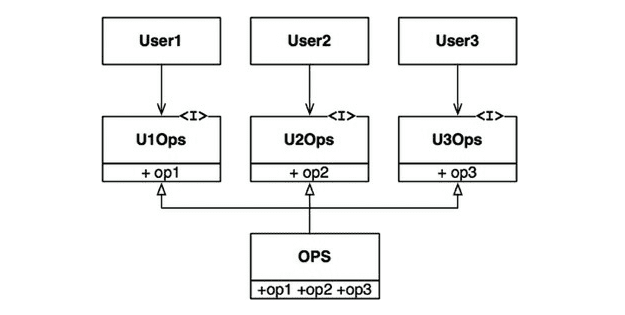 User1 User2 User3
<I> <I> <I>
U1Ops U2Ops U3Ops
+ op1 + op2 + op3
OPS
+op1 +op2 +op3